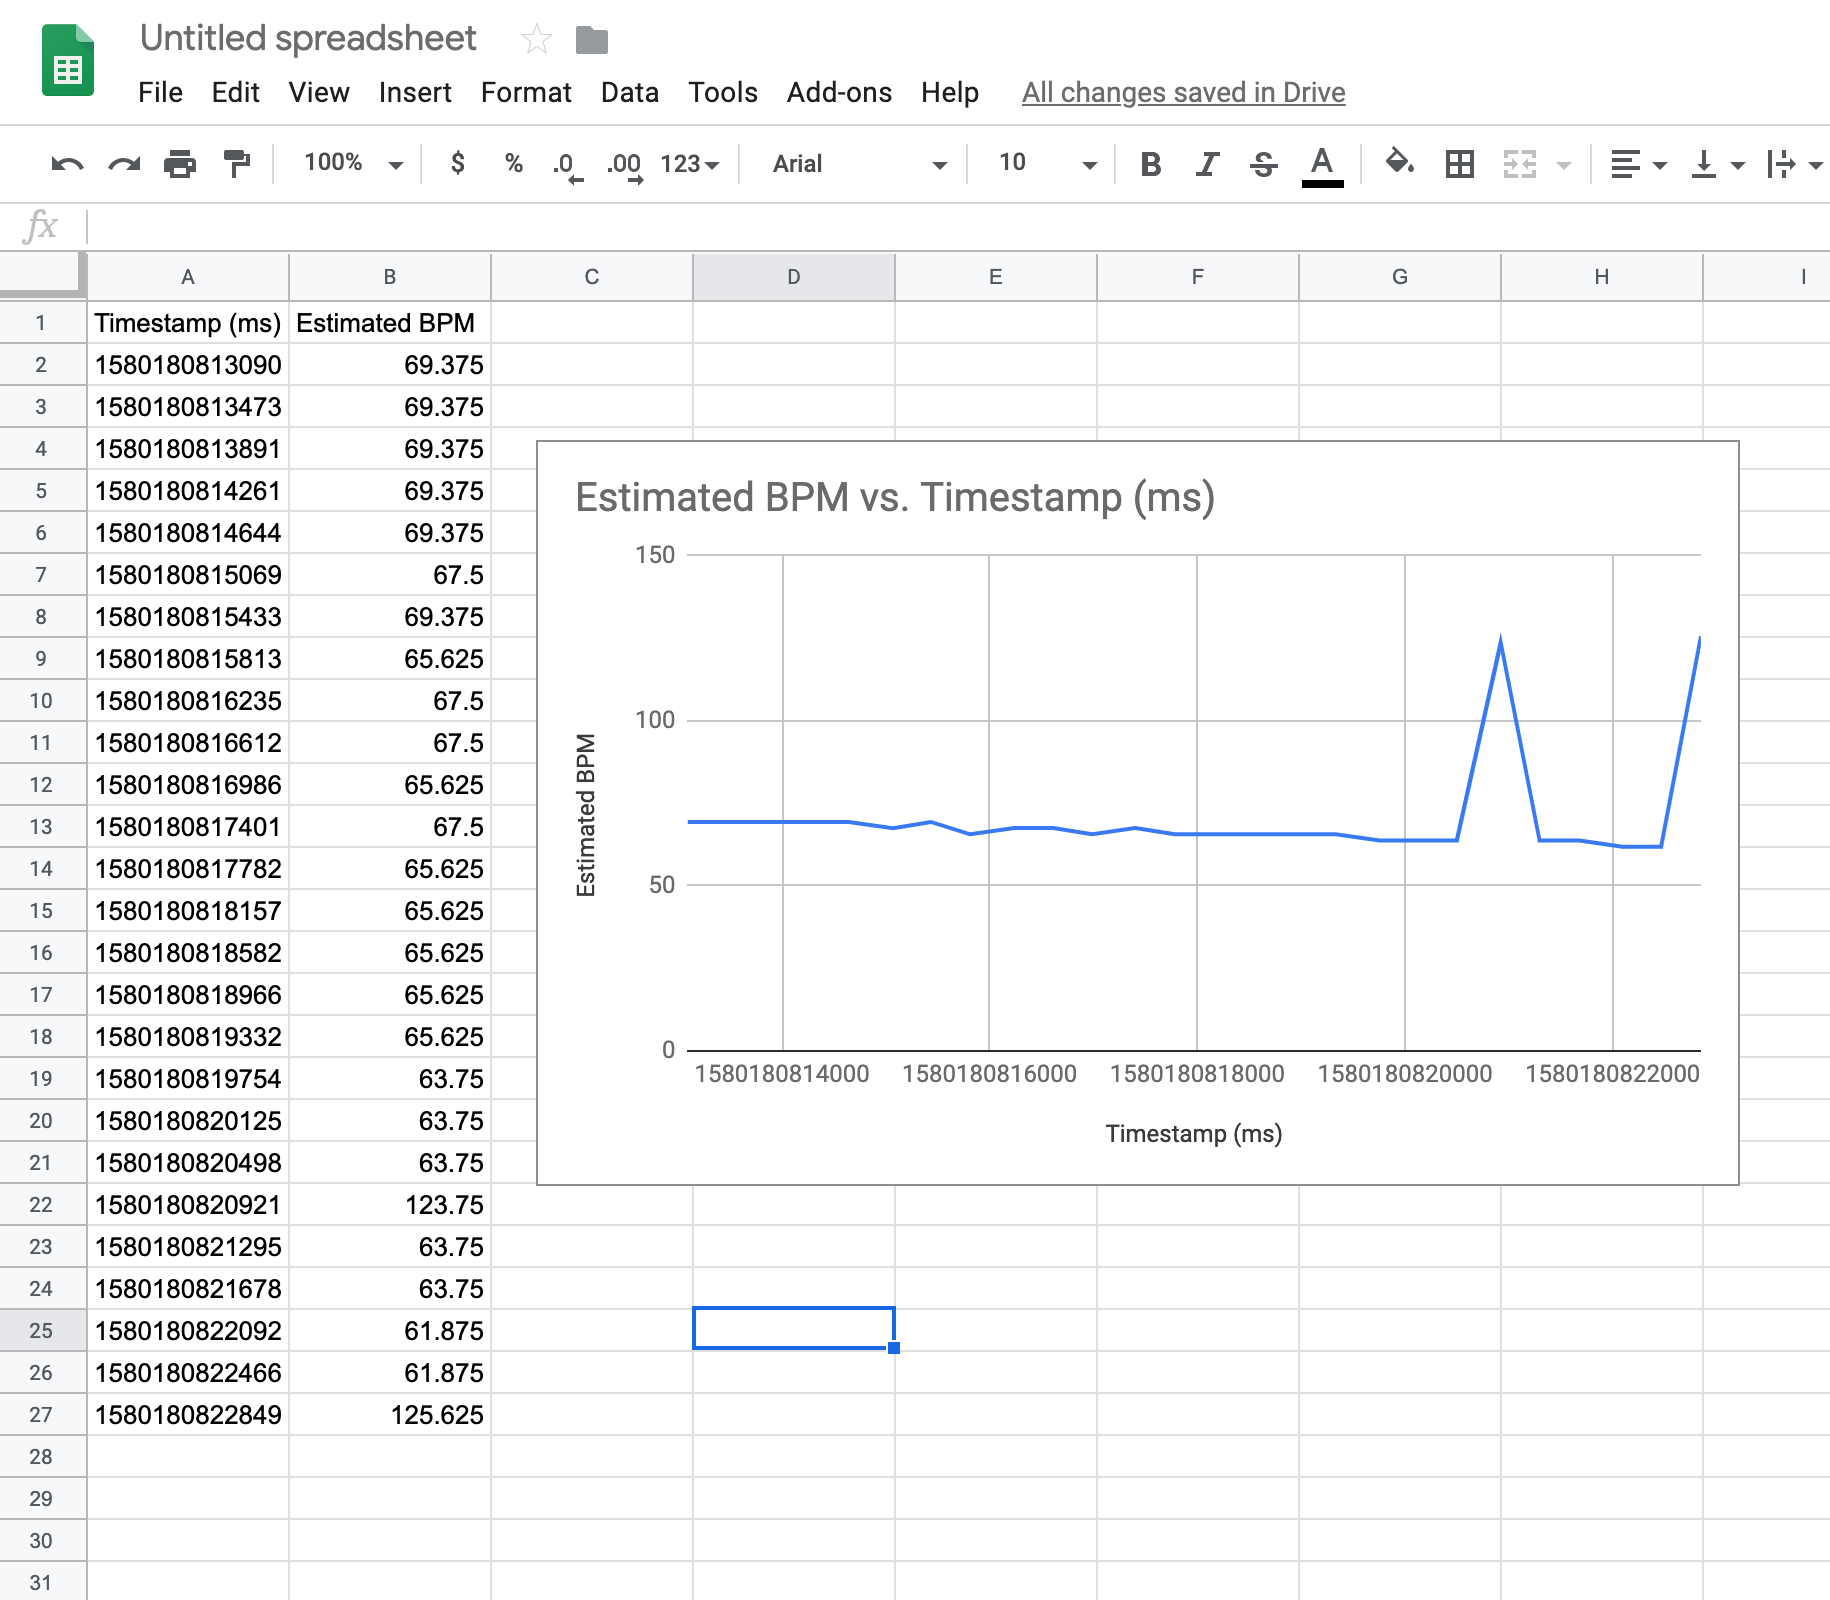 Untitled spreadsheet
File Edit View Insert Format Data Tools Add-ons Help All changes saved in Drive
100% $ % .0 .00 123 Arial 10 B I S A
fx
A B C D E F G H I
1 Timestamp (ms) Estimated BPM
2 1580180813090 69.375
3 1580180813473 69.375
4 1580180813891 69.375
5 1580180814261 69.375
6 1580180814644 69.375
7 1580180815069 67.5
8 1580180815433 69.375
9 1580180815813 65.625
10 1580180816235 67.5
11 1580180816612 67.5
12 1580180816986 65.625
13 1580180817401 67.5
14 1580180817782 65.625
15 1580180818157 65.625
16 1580180818582 65.625
17 1580180818966 65.625
18 1580180819332 65.625
19 1580180819754 63.75
20 1580180820125 63.75
21 1580180820498 63.75
22 1580180820921 123.75
23 1580180821295 63.75
24 1580180821678 63.75
25 1580180822092 61.875
26 1580180822466 61.875
27 1580180822849 125.625
28
29
30
31
Estimated BPM vs. Timestamp (ms)
150
100
50
0
Estimated BPM
1580180814000 1580180816000 1580180818000 1580180820000 1580180822000
Timestamp (ms)